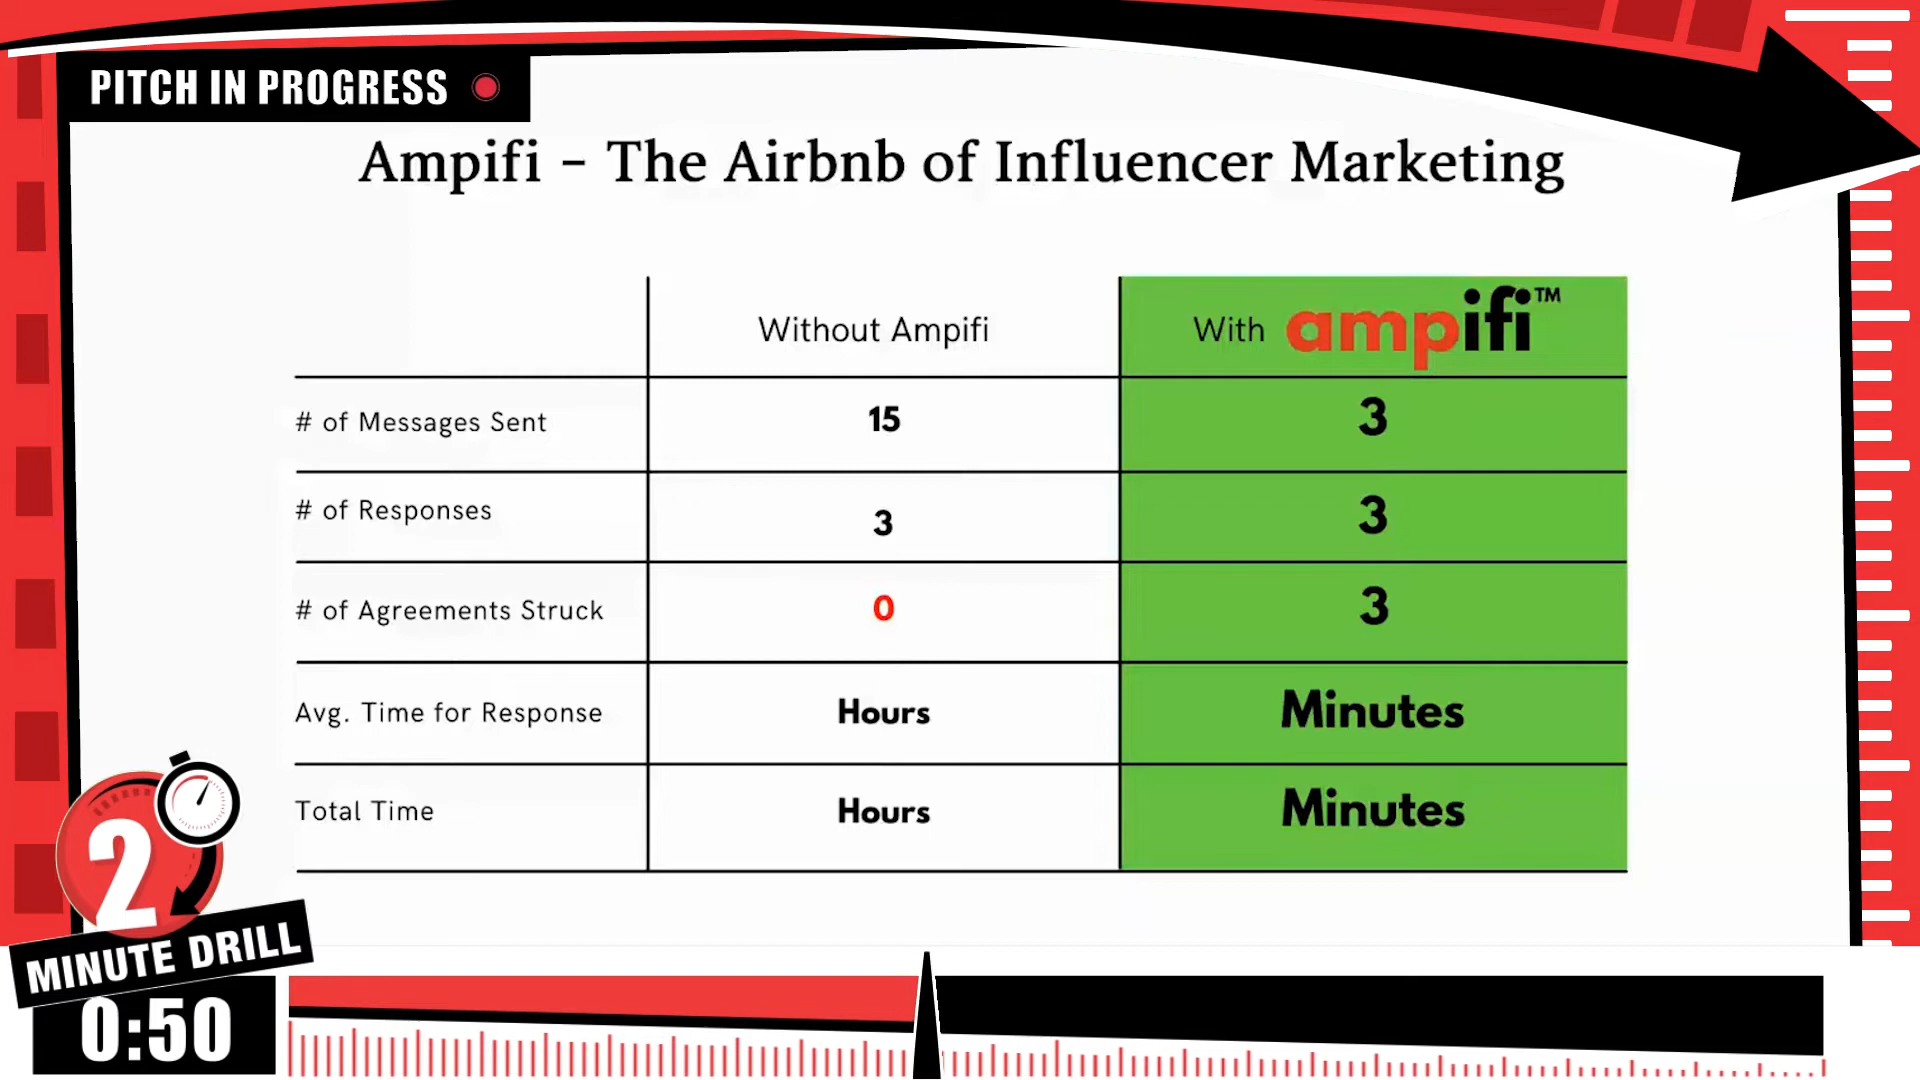 PITCH IN PROGRESS
Ampifi - The Airbnb of Influencer Marketing
Without Ampifi
With ampifi™
# of Messages Sent
15
3
# of Responses
3
3
# of Agreements Struck
0
3
Avg. Time for Response
Hours
Minutes
Total Time
Hours
Minutes
2
MINUTE DRILL
0:50